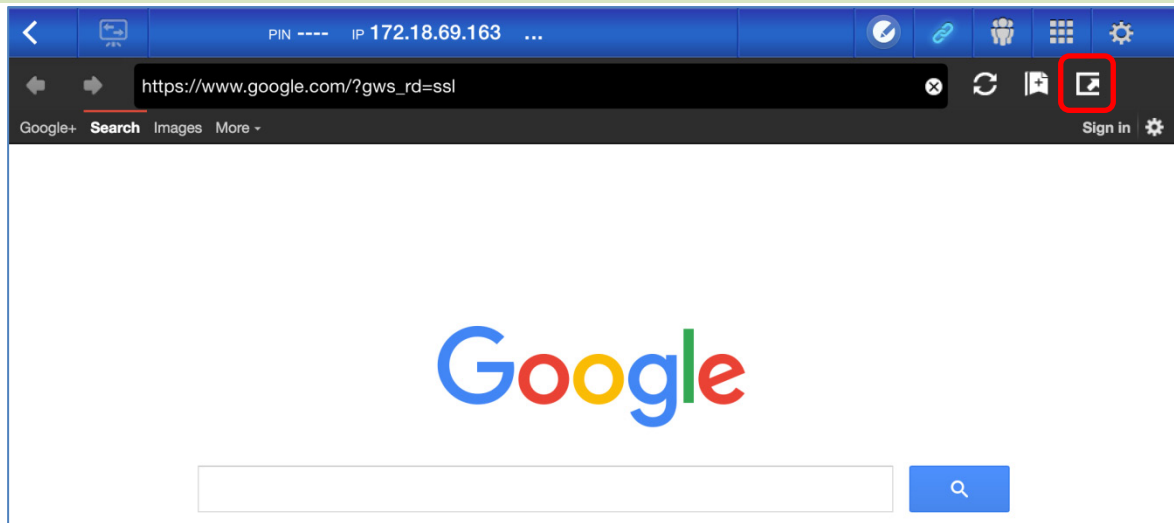 PIN ---- IP 172.18.69.163 ...
https://www.google.com/?gws_rd=ssl
Google+ Search Images More Sign in
Google